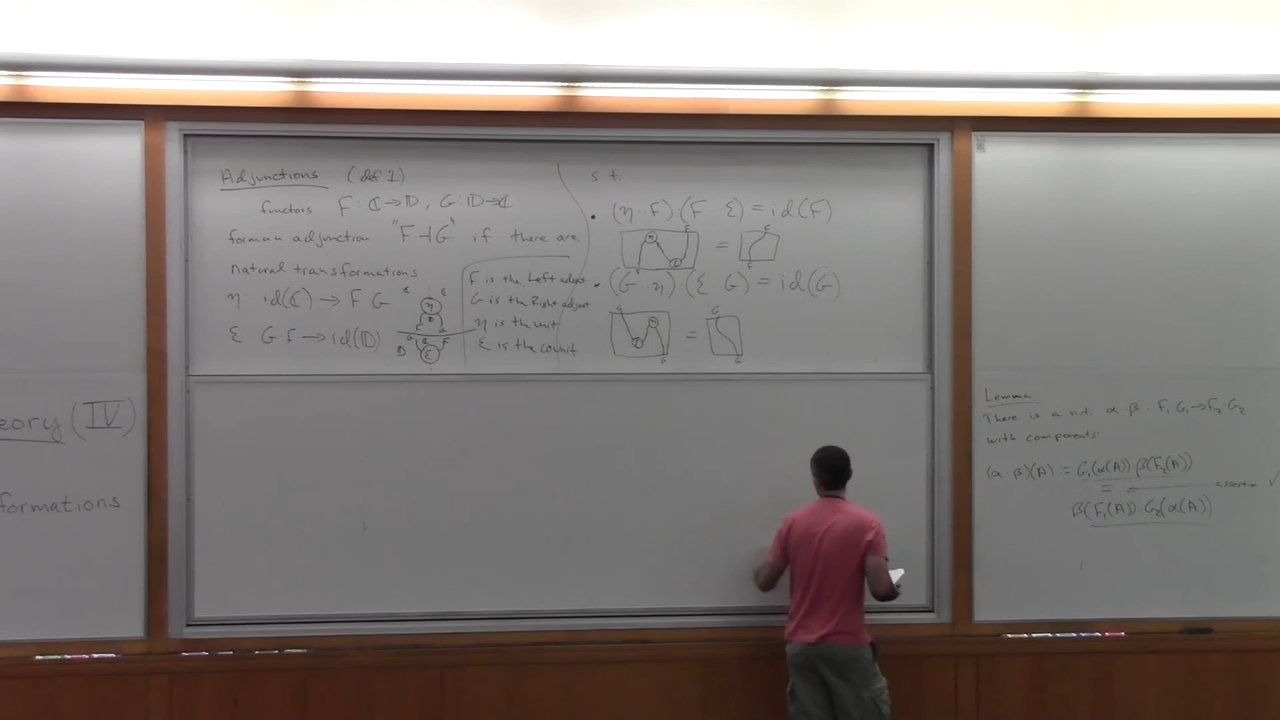 eory (IV)
formations
Adjunctions (def 1)
functors F : ℂ → 𝔻, G : 𝔻 → ℂ
form an adjunction "F ⊣ G" if there are
natural transformations
η : id(ℂ) → F·G
ε : G·F → id(𝔻)
F is the Left adjoint
G is the Right adjoint
η is the unit
ε is the counit
s.t.
• (η·F)·(F·ε) = id(F)
=
• (G·η)·(ε·G) = id(G)
=
Lemma
There is a n.t. α·β : F₁·G₁ → F₂·G₂
with components:
(α·β)(A) = G₁(α(A))·β(F₂(A))
= assertion ✓
β(F₁(A))·G₂(α(A))